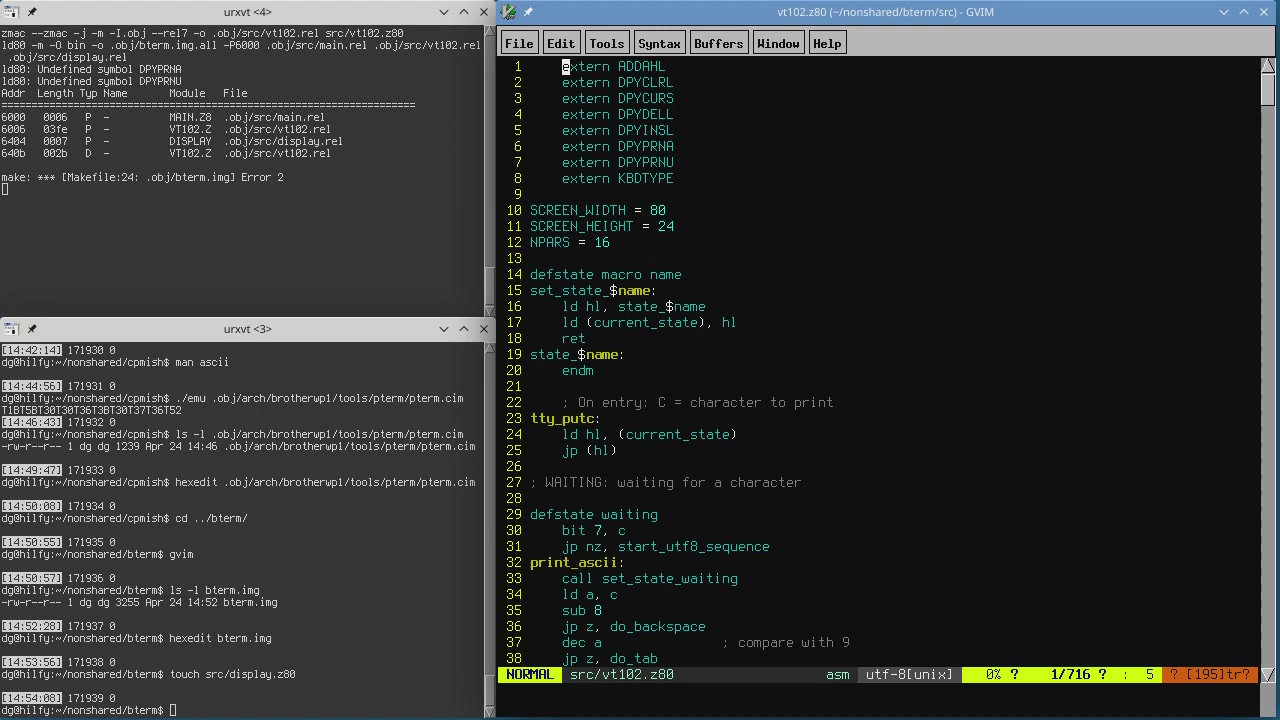 urxvt <4>
zmac --zmac -j -m -I.obj --rel7 -o .obj/src/vt102.rel src/vt102.z80
ld80 -m -O bin -o .obj/bterm.img.all -P6000 .obj/src/main.rel .obj/src/vt102.rel
.obj/src/display.rel
ld80: Undefined symbol DPYPRNA
ld80: Undefined symbol DPYPRNU
Addr Length Typ Name Module File
==============================================================
6000 0006 P - MAIN.Z8 .obj/src/main.rel
6006 03fe P - VT102.Z .obj/src/vt102.rel
6404 0007 P - DISPLAY .obj/src/display.rel
640b 002b D - VT102.Z .obj/src/vt102.rel
make: *** [Makefile:24: .obj/bterm.img] Error 2
urxvt <3>
[14:42:14] 171930 0
dg@hilfy:~/nonshared/cpmish$ man ascii
[14:44:56] 171931 0
dg@hilfy:~/nonshared/cpmish$ ./emu .obj/arch/brotherwp1/tools/pterm/pterm.cim
T1BT5BT30T30T36T3BT30T37T36T52
[14:46:43] 171932 0
dg@hilfy:~/nonshared/cpmish$ ls -l .obj/arch/brotherwp1/tools/pterm/pterm.cim
-rw-r--r-- 1 dg dg 1239 Apr 24 14:46 .obj/arch/brotherwp1/tools/pterm/pterm.cim
[14:49:47] 171933 0
dg@hilfy:~/nonshared/cpmish$ hexedit .obj/arch/brotherwp1/tools/pterm/pterm.cim
[14:50:08] 171934 0
dg@hilfy:~/nonshared/cpmish$ cd ../bterm/
[14:50:55] 171935 0
dg@hilfy:~/nonshared/bterm$ gvim
[14:50:57] 171936 0
dg@hilfy:~/nonshared/bterm$ ls -l bterm.img
-rw-r--r-- 1 dg dg 3255 Apr 24 14:52 bterm.img
[14:52:28] 171937 0
dg@hilfy:~/nonshared/bterm$ hexedit bterm.img
[14:53:56] 171938 0
dg@hilfy:~/nonshared/bterm$ touch src/display.z80
[14:54:08] 171939 0
dg@hilfy:~/nonshared/bterm$
vt102.z80 (~/nonshared/bterm/src) - GVIM
File Edit Tools Syntax Buffers Window Help
1 extern ADDAHL
2 extern DPYCLRL
3 extern DPYCURS
4 extern DPYDELL
5 extern DPYINSL
6 extern DPYPRNA
7 extern DPYPRNU
8 extern KBDTYPE
9
10 SCREEN_WIDTH = 80
11 SCREEN_HEIGHT = 24
12 NPARS = 16
13
14 defstate macro name
15 set_state_$name:
16 ld hl, state_$name
17 ld (current_state), hl
18 ret
19 state_$name:
20 endm
21
22 ; On entry: C = character to print
23 tty_putc:
24 ld hl, (current_state)
25 jp (hl)
26
27 ; WAITING: waiting for a character
28
29 defstate waiting
30 bit 7, c
31 jp nz, start_utf8_sequence
32 print_ascii:
33 call set_state_waiting
34 ld a, c
35 sub 8
36 jp z, do_backspace
37 dec a ; compare with 9
38 jp z, do_tab
NORMAL src/vt102.z80 asm utf-8[unix] 0% ? 1/716 ? : 5 ? [195]tr?